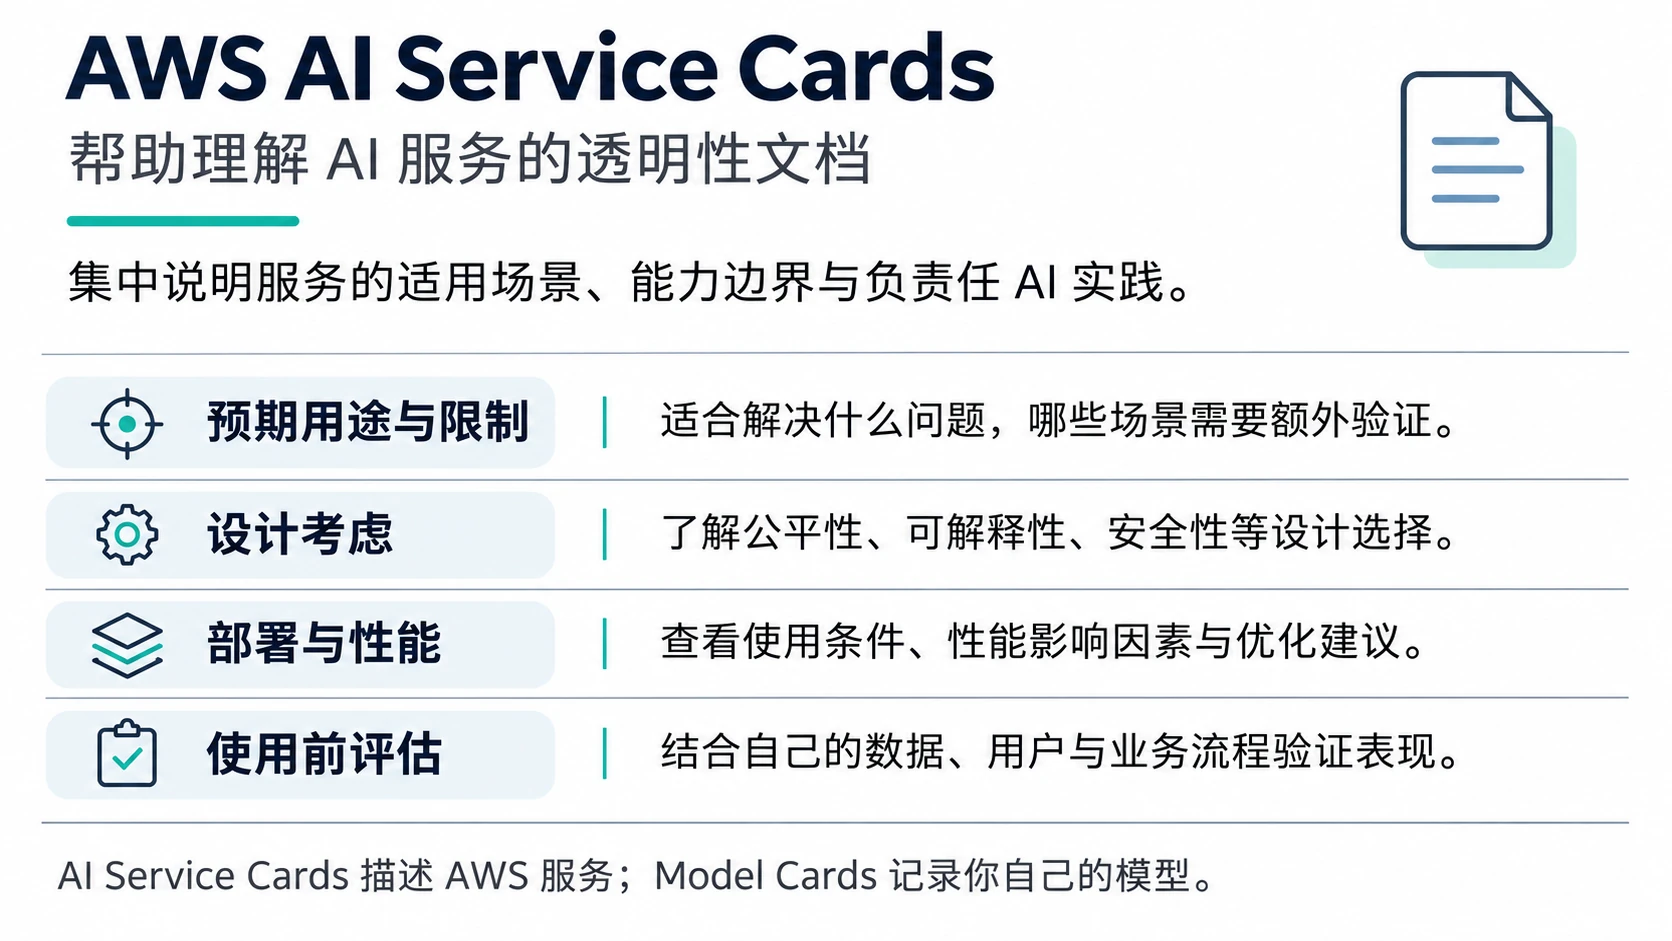 AWS AI Service Cards
帮助理解 AI 服务的透明性文档
集中说明服务的适用场景、能力边界与负责任 AI 实践。
预期用途与限制
适合解决什么问题，哪些场景需要额外验证。
设计考虑
了解公平性、可解释性、安全性等设计选择。
部署与性能
查看使用条件、性能影响因素与优化建议。
使用前评估
结合自己的数据、用户与业务流程验证表现。
AI Service Cards 描述 AWS 服务；Model Cards 记录你自己的模型。